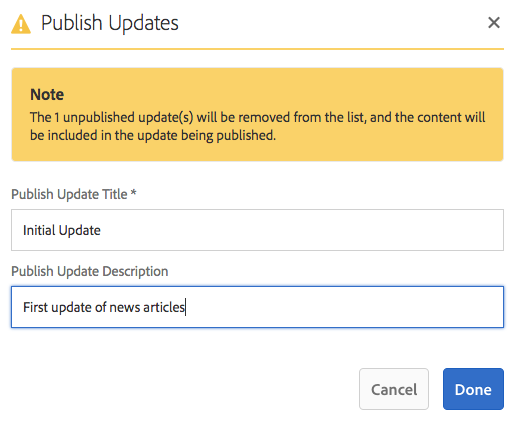 Publish Updates
Note
The 1 unpublished update(s) will be removed from the list, and the content will
be included in the update being published.
Publish Update Title *
Initial Update
Publish Update Description
First update of news articles
Cancel
Done